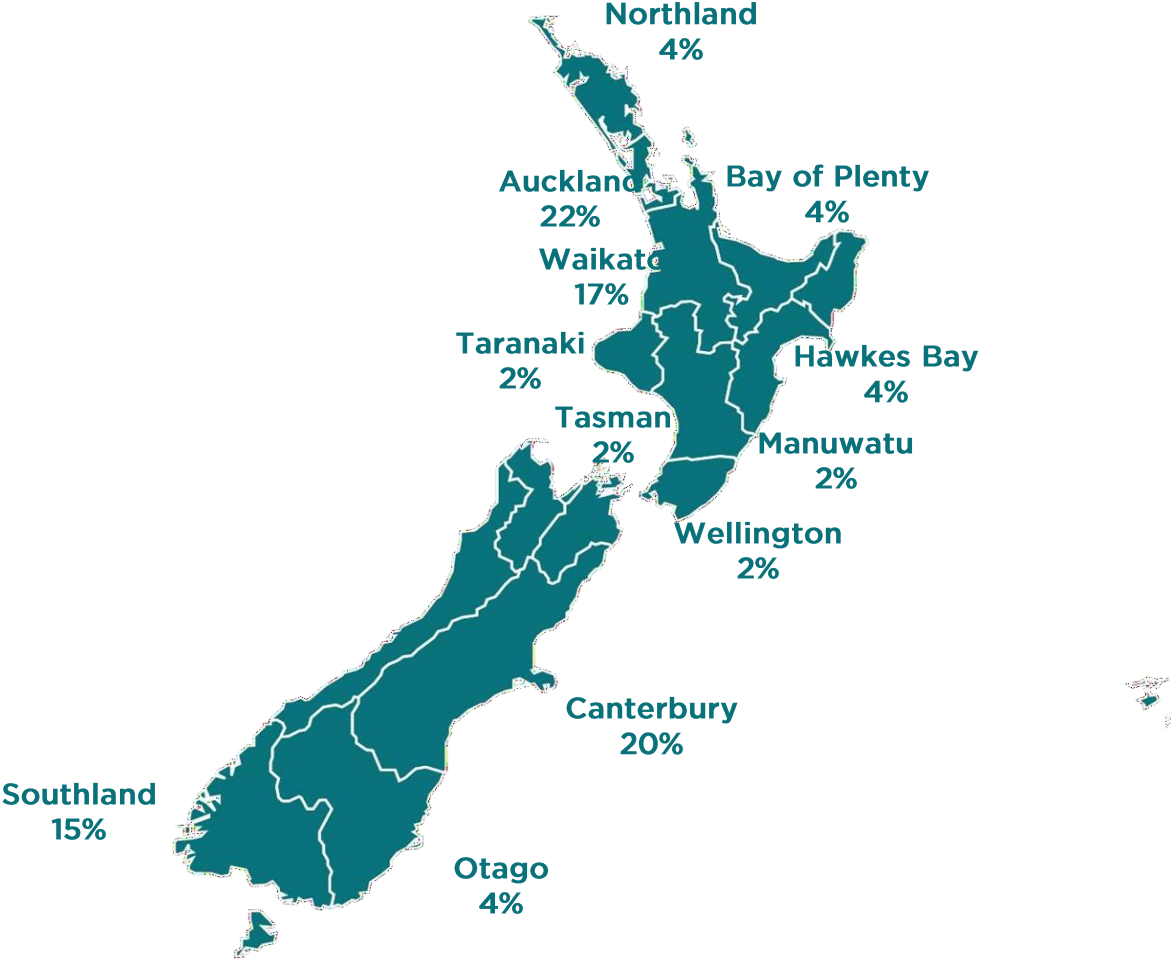 Northland
4%
Auckland
22%
Bay of Plenty
4%
Waikato
17%
Taranaki
2%
Hawkes Bay
4%
Tasman
2%
Manuwatu
2%
Wellington
2%
Canterbury
20%
Southland
15%
Otago
4%